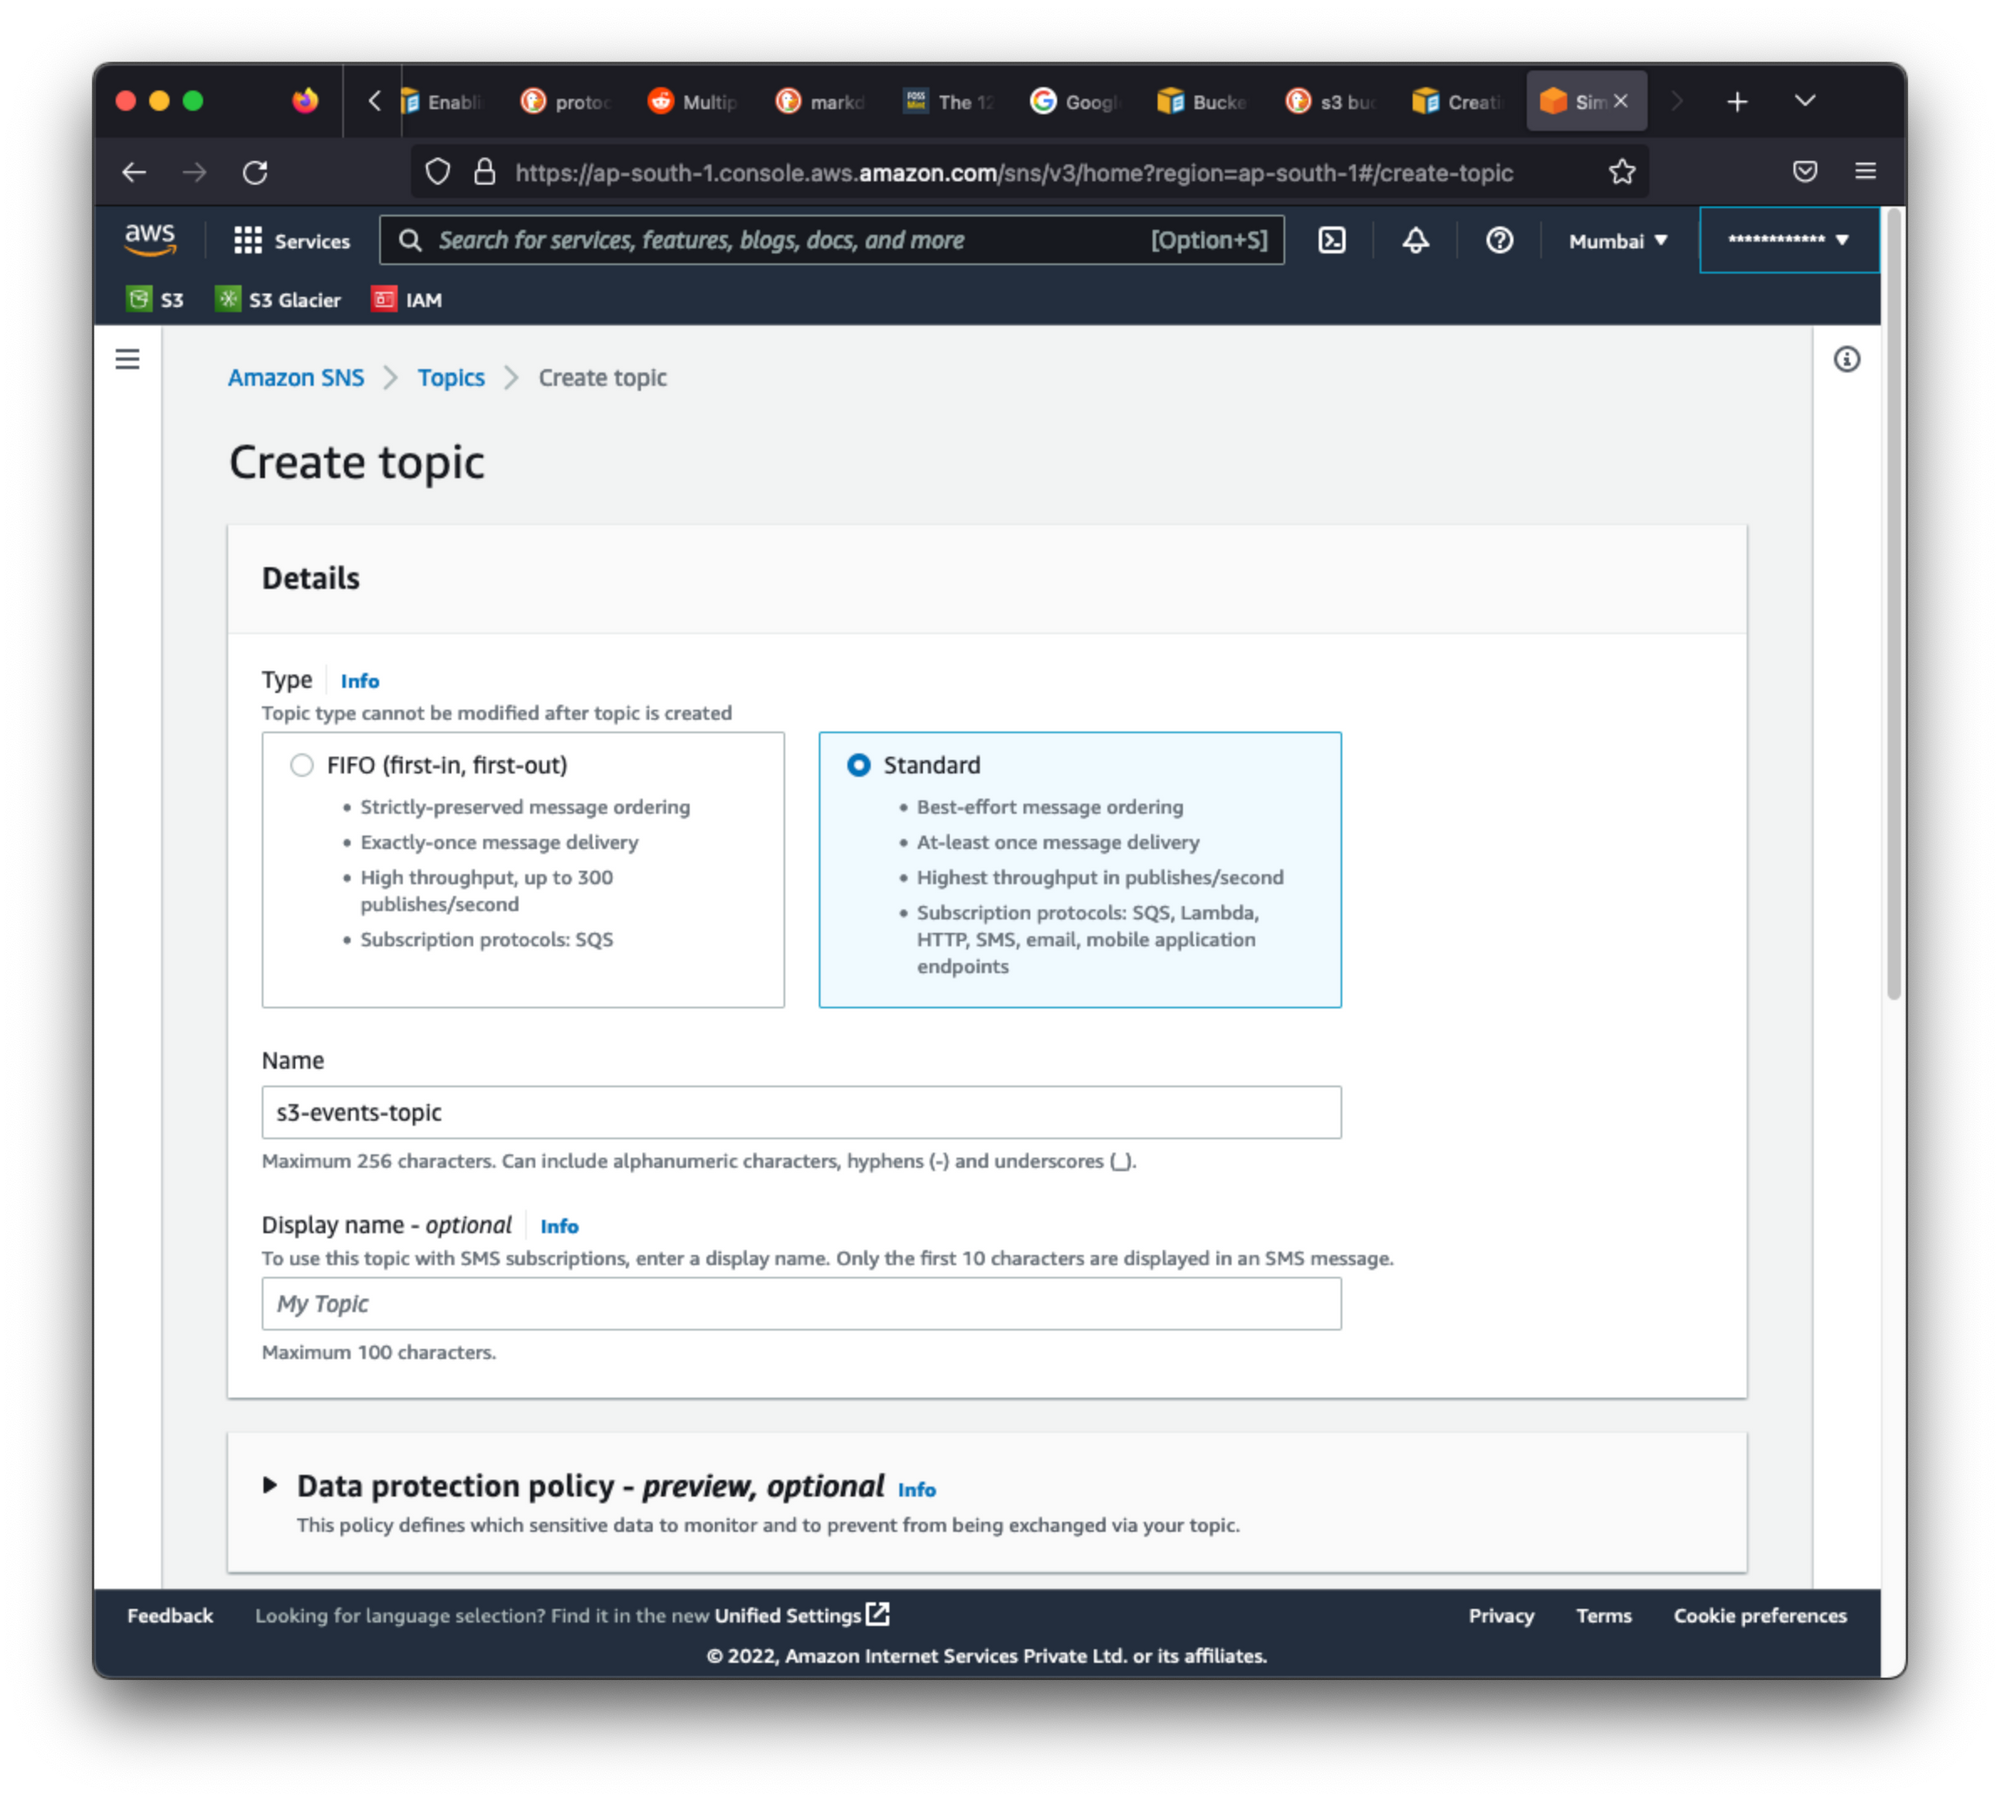 Enabli protoc Multip markd FOSS Mint The 12 Googl Bucke s3 buc Creati Sim
https://ap-south-1.console.aws.amazon.com/sns/v3/home?region=ap-south-1#/create-topic
aws Services Search for services, features, blogs, docs, and more [Option+S] Mumbai ************
S3 S3 Glacier IAM
Amazon SNS Topics Create topic
Create topic
Details
Type Info
Topic type cannot be modified after topic is created
FIFO (first-in, first-out)
• Strictly-preserved message ordering
• Exactly-once message delivery
• High throughput, up to 300
publishes/second
• Subscription protocols: SQS
Standard
• Best-effort message ordering
• At-least once message delivery
• Highest throughput in publishes/second
• Subscription protocols: SQS, Lambda,
HTTP, SMS, email, mobile application
endpoints
Name
s3-events-topic
Maximum 256 characters. Can include alphanumeric characters, hyphens (-) and underscores (_).
Display name - optional Info
To use this topic with SMS subscriptions, enter a display name. Only the first 10 characters are displayed in an SMS message.
My Topic
Maximum 100 characters.
Data protection policy - preview, optional Info
This policy defines which sensitive data to monitor and to prevent from being exchanged via your topic.
Feedback Looking for language selection? Find it in the new Unified Settings Privacy Terms Cookie preferences
© 2022, Amazon Internet Services Private Ltd. or its affiliates.